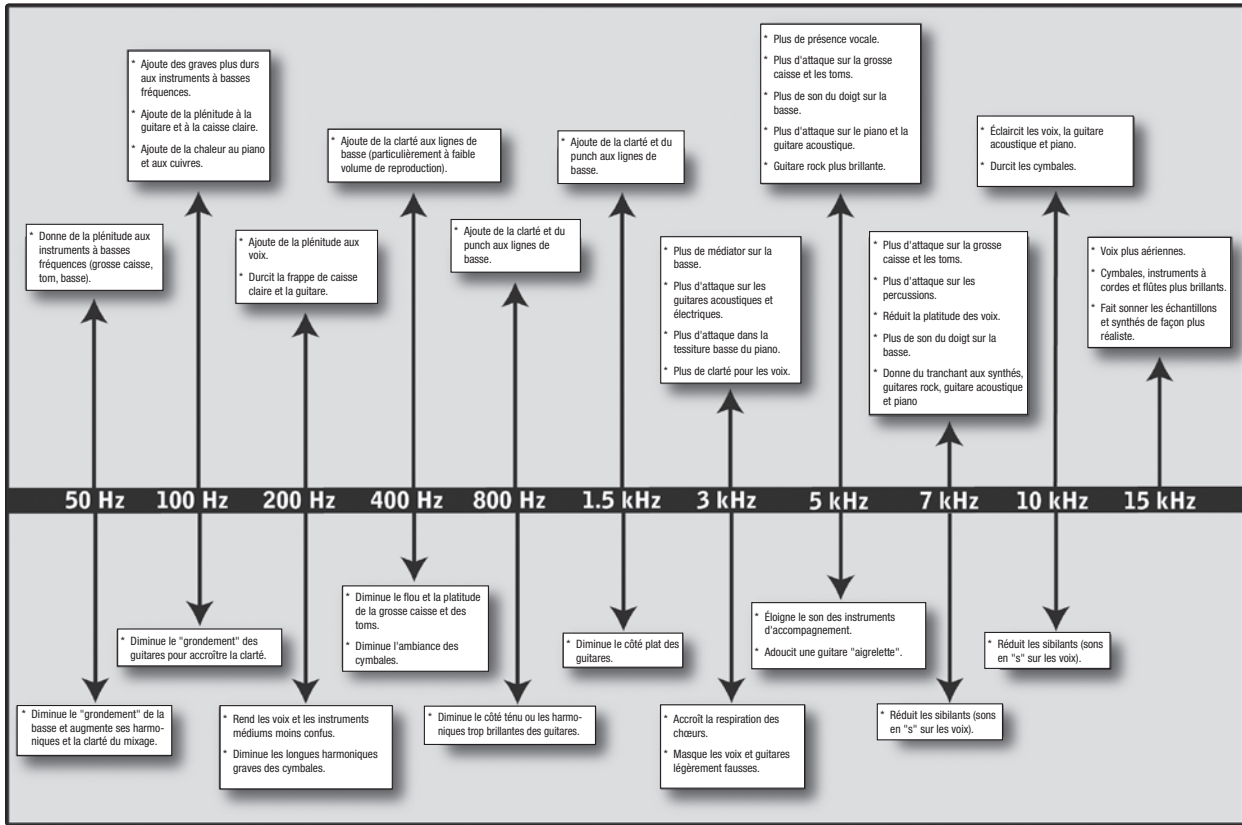 * Ajoute des graves plus durs
aux instruments à basses
fréquences.
* Ajoute de la plénitude à la
guitare et à la caisse claire.
* Ajoute de la chaleur au piano
et aux cuivres.
* Ajoute de la clarté aux lignes de
basse (particulièrement à faible
volume de reproduction).
* Ajoute de la clarté et du
punch aux lignes de
basse.
* Plus de présence vocale.
* Plus d'attaque sur la grosse
caisse et les toms.
* Plus de son du doigt sur la
basse.
* Plus d'attaque sur le piano et la
guitare acoustique.
* Guitare rock plus brillante.
* Éclaircit les voix, la guitare
acoustique et piano.
* Durcit les cymbales.
* Donne de la plénitude aux
instruments à basses
fréquences (grosse caisse,
tom, basse).
* Ajoute de la plénitude aux
voix.
* Durcit la frappe de caisse
claire et la guitare.
* Ajoute de la clarté et du
punch aux lignes de
basse.
* Plus de médiator sur la
basse.
* Plus d'attaque sur les
guitares acoustiques et
électriques.
* Plus d'attaque dans la
tessiture basse du piano.
* Plus de clarté pour les voix.
* Plus d'attaque sur la grosse
caisse et les toms.
* Plus d'attaque sur les
percussions.
* Réduit la platitude des voix.
* Plus de son du doigt sur la
basse.
* Donne du tranchant aux synthés,
guitares rock, guitare acoustique
et piano
* Voix plus aériennes.
* Cymbales, instruments à
cordes et flûtes plus brillants.
* Fait sonner les échantillons
et synthés de façon plus
réaliste.
50 Hz 100 Hz 200 Hz 400 Hz 800 Hz 1.5 kHz 3 kHz 5 kHz 7 kHz 10 kHz 15 kHz
* Diminue le "grondement" de la
basse et augmente ses harmo-
niques et la clarté du mixage.
* Diminue le "grondement" des
guitares pour accroître la clarté.
* Rend les voix et les instruments
médiums moins confus.
* Diminue les longues harmoniques
graves des cymbales.
* Diminue le flou et la platitude
de la grosse caisse et des
toms.
* Diminue l'ambiance des
cymbales.
* Diminue le côté ténu ou les harmo-
niques trop brillantes des guitares.
* Diminue le côté plat des
guitares.
* Accroît la respiration des
chœurs.
* Masque les voix et guitares
légèrement fausses.
* Éloigne le son des instruments
d'accompagnement.
* Adoucit une guitare "aigrelette".
* Réduit les sibilants (sons
en "s" sur les voix).
* Réduit les sibilants (sons
en "s" sur les voix).